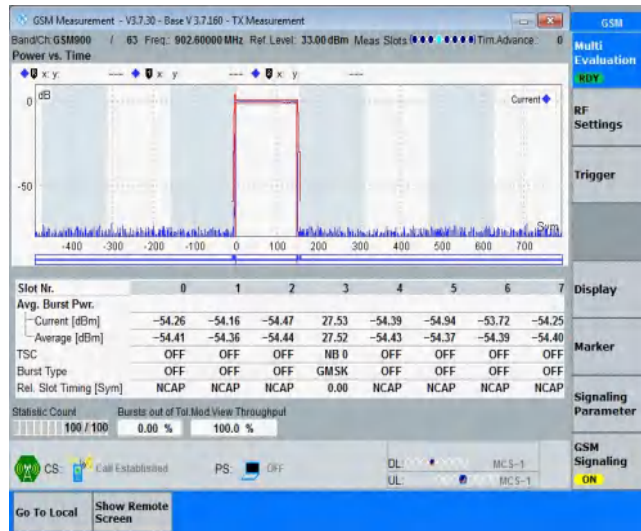 GSM Measurement - V3.7.30 - Base V 3.7.160 - TX Measurement
GSM
Band/Ch: GSM900 / 63 Freq.: 902.60000 MHz Ref. Level: 33.00 dBm Meas Slots Tim.Advance: 0
Power vs. Time
Multi Evaluation
RDY
x y: --- x y --- x y ---
dB
Current
0
-50
Sym
-400 -300 -200 -100 0 100 200 300 400 500 600 700
RF Settings
Trigger
Slot Nr. 0 1 2 3 4 5 6 7
Avg. Burst Pwr.
Current [dBm] -54.26 -54.16 -54.47 27.53 -54.39 -54.94 -53.72 -54.25
Average [dBm] -54.41 -54.36 -54.44 27.52 -54.43 -54.37 -54.39 -54.40
TSC OFF OFF OFF NB 0 OFF OFF OFF OFF
Burst Type OFF OFF OFF GMSK OFF OFF OFF OFF
Rel. Slot Timing [Sym] NCAP NCAP NCAP 0.00 NCAP NCAP NCAP NCAP
Display
Marker
Signaling Parameter
Statistic Count Bursts out of Tol. Mod.View Throughput
100 / 100 0.00 % 100.0 %
CS: Call Established PS: OFF
DL: MCS-1
UL: MCS-1
GSM Signaling
ON
Go To Local
Show Remote Screen